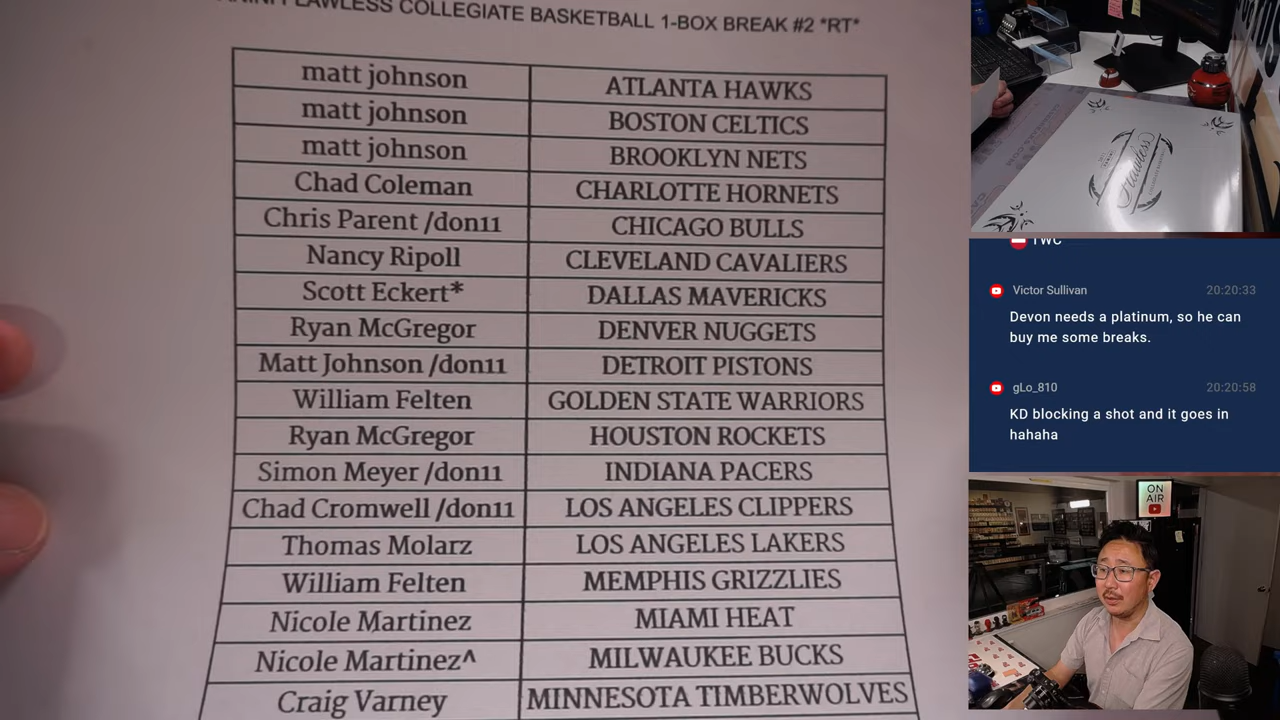 FLAWLESS COLLEGIATE BASKETBALL 1-BOX BREAK #2 *RT*
matt johnson ATLANTA HAWKS
matt johnson BOSTON CELTICS
matt johnson BROOKLYN NETS
Chad Coleman CHARLOTTE HORNETS
Chris Parent /don11 CHICAGO BULLS
Nancy Ripoll CLEVELAND CAVALIERS
Scott Eckert* DALLAS MAVERICKS
Ryan McGregor DENVER NUGGETS
Matt Johnson /don11 DETROIT PISTONS
William Felten GOLDEN STATE WARRIORS
Ryan McGregor HOUSTON ROCKETS
Simon Meyer /don11 INDIANA PACERS
Chad Cromwell /don11 LOS ANGELES CLIPPERS
Thomas Molarz LOS ANGELES LAKERS
William Felten MEMPHIS GRIZZLIES
Nicole Martinez MIAMI HEAT
Nicole Martinez^ MILWAUKEE BUCKS
Craig Varney MINNESOTA TIMBERWOLVES
Flawless
TWC
Victor Sullivan 20:20:33
Devon needs a platinum, so he can
buy me some breaks.
gLo_810 20:20:58
KD blocking a shot and it goes in
hahaha
ON
AIR